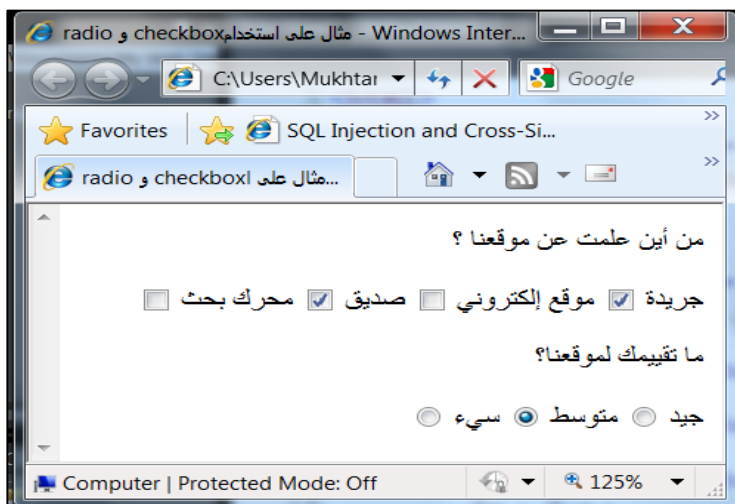 مثال على استخدامcheckbox و radio - Windows Inter...
C:\Users\Mukhtar
Google
Favorites SQL Injection and Cross-Si...
مثال على checkboxا و radio...
من أين علمت عن موقعنا ؟
جريدة موقع إلكتروني صديق محرك بحث
ما تقييمك لموقعنا؟
جيد متوسط سيء
Computer | Protected Mode: Off 125%